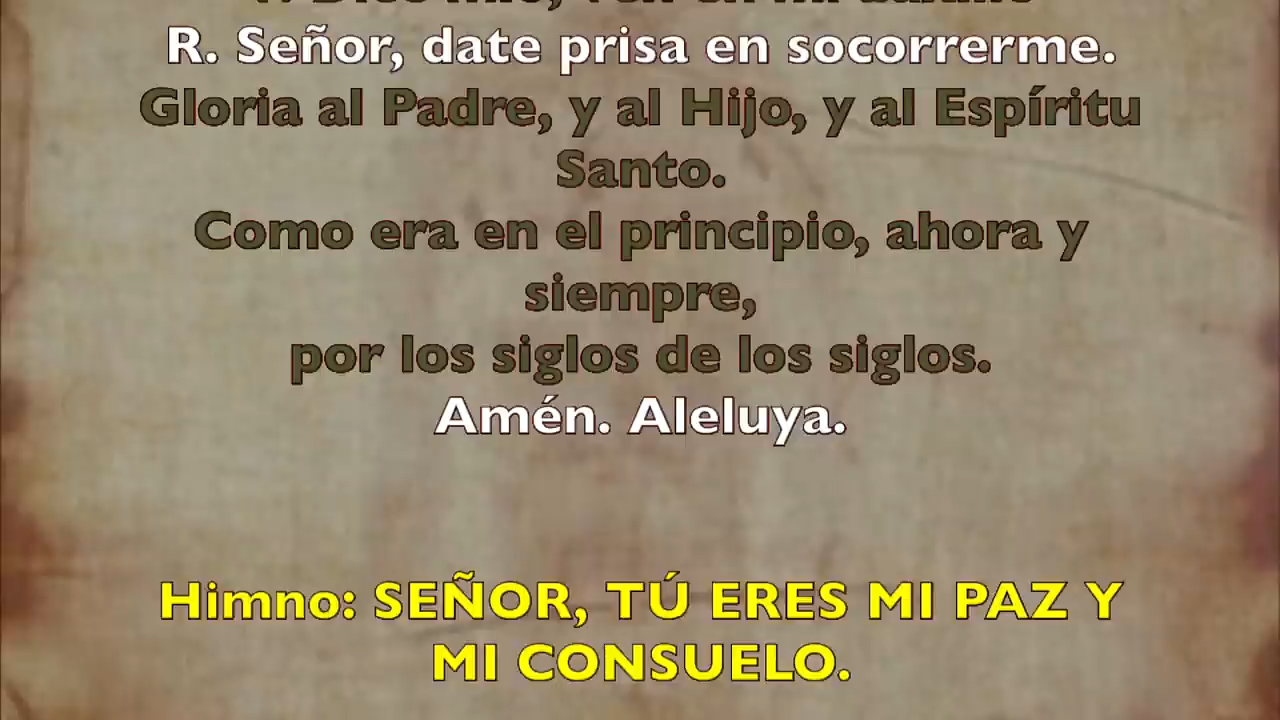 R. Señor, date prisa en socorrerme.
Gloria al Padre, y al Hijo, y al Espíritu
Santo.
Como era en el principio, ahora y
siempre,
por los siglos de los siglos.
Amén. Aleluya.
Himno: SEÑOR, TÚ ERES MI PAZ Y
MI CONSUELO.